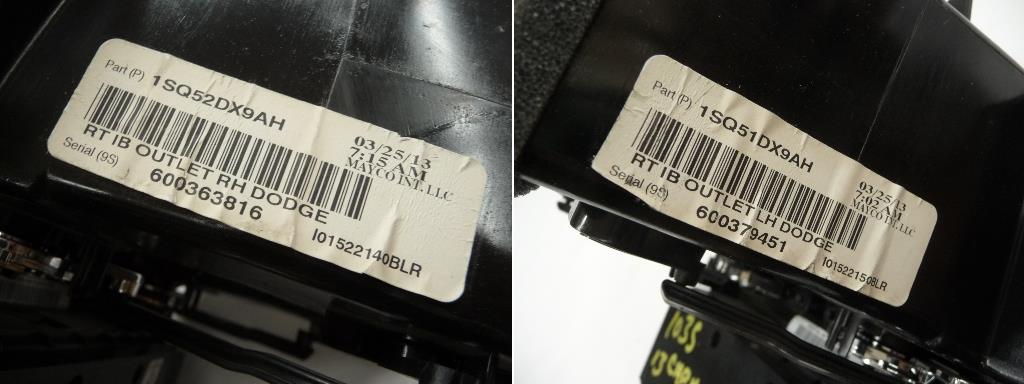 Part (P) 1SQ52DX9AH
03/25/13
7:15 AM
MAYCO INT. LLC
RT IB OUTLET RH DODGE
Serial (9S)
600363816
I01522140BLR
Part (P) 1SQ51DX9AH
03/25/13
7:02 AM
MAYCO INT. LLC
RT IB OUTLET LH DODGE
Serial (9S)
600379451
I01522150BLR
1035